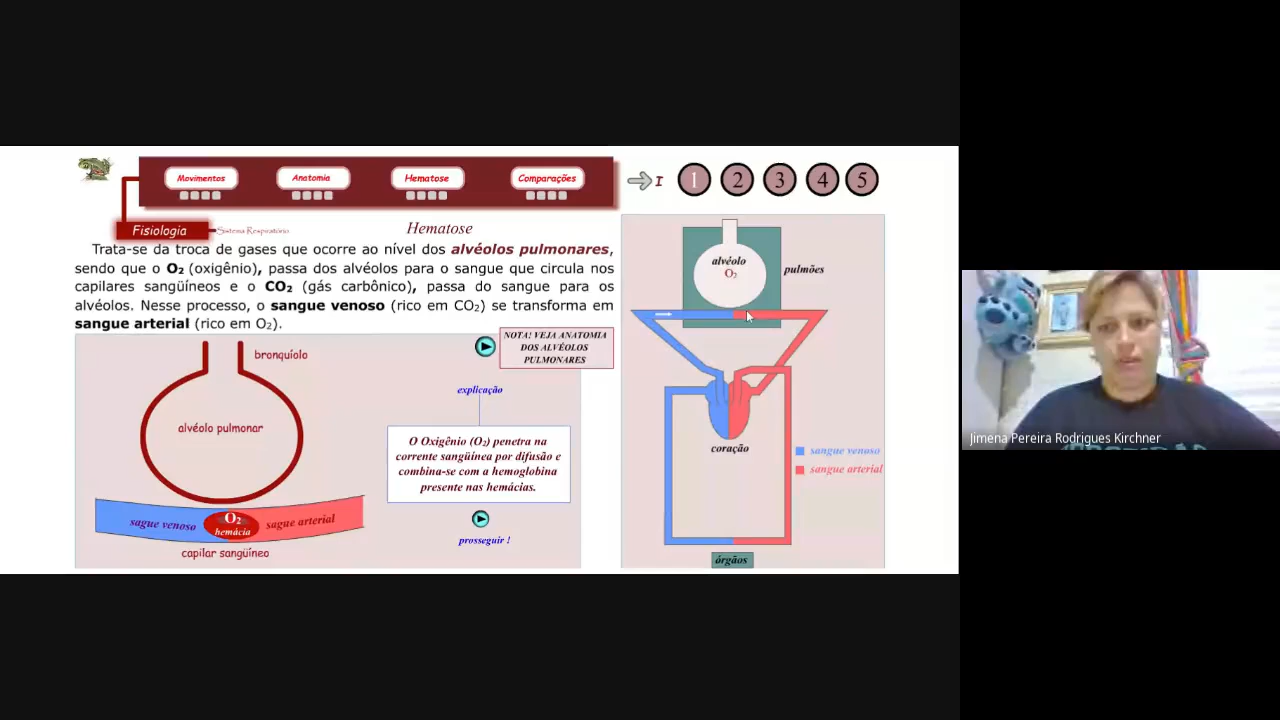 Movimentos
Anatomia
Hematose
Comparações
I
1
2
3
4
5
Fisiologia
Sistema Respiratório
Hematose
Trata-se da troca de gases que ocorre ao nível dos alvéolos pulmonares,
sendo que o O₂ (oxigênio), passa dos alvéolos para o sangue que circula nos
capilares sangüíneos e o CO₂ (gás carbônico), passa do sangue para os
alvéolos. Nesse processo, o sangue venoso (rico em CO₂) se transforma em
sangue arterial (rico em O₂).
NOTA! VEJA ANATOMIA
DOS ALVÉOLOS
PULMONARES
bronquíolo
alvéolo pulmonar
explicação
O Oxigênio (O₂) penetra na
corrente sangüínea por difusão e
combina-se com a hemoglobina
presente nas hemácias.
prosseguir !
sague venoso
O₂
hemácia
sague arterial
capilar sangüíneo
alvéolo
O₂
pulmões
coração
sangue venoso
sangue arterial
órgãos
Jimena Pereira Rodrigues Kirchner